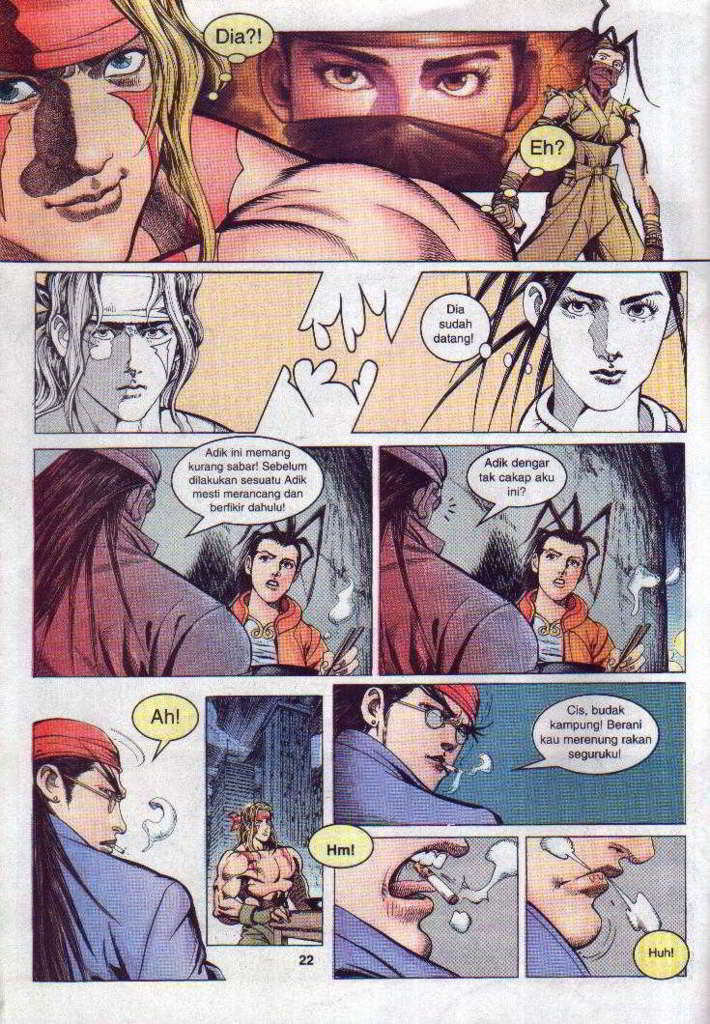 Dia?!
Eh?
Dia
sudah
datang!
Adik ini memang
kurang sabar! Sebelum
dilakukan sesuatu Adik
mesti merancang dan
berfikir dahulu!
Adik dengar
tak cakap aku
ini?
Ah!
Cis, budak
kampung! Berani
kau merenung rakan
seguruku!
Hm!
Huh!
22